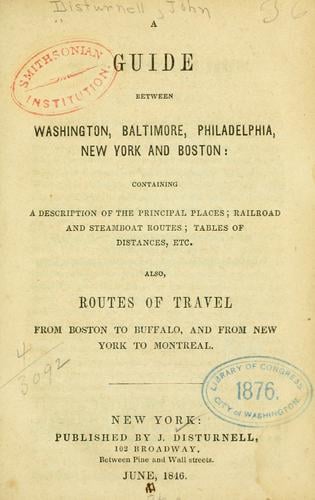 Disturnell, John
A
GUIDE
SMITHSONIAN
INSTITUTION.
BETWEEN
WASHINGTON, BALTIMORE, PHILADELPHIA,
NEW YORK AND BOSTON:
CONTAINING
A DESCRIPTION OF THE PRINCIPAL PLACES; RAILROAD
AND STEAMBOAT ROUTES; TABLES OF
DISTANCES, ETC.
ALSO,
ROUTES OF TRAVEL
FROM BOSTON TO BUFFALO, AND FROM NEW
YORK TO MONTREAL.
4
3092
LIBRARY OF CONGRESS
1876.
CITY OF WASHINGTON.
NEW YORK:
PUBLISHED BY J. DISTURNELL,
102 BROADWAY,
Between Pine and Wall streets.
JUNE, 1846.